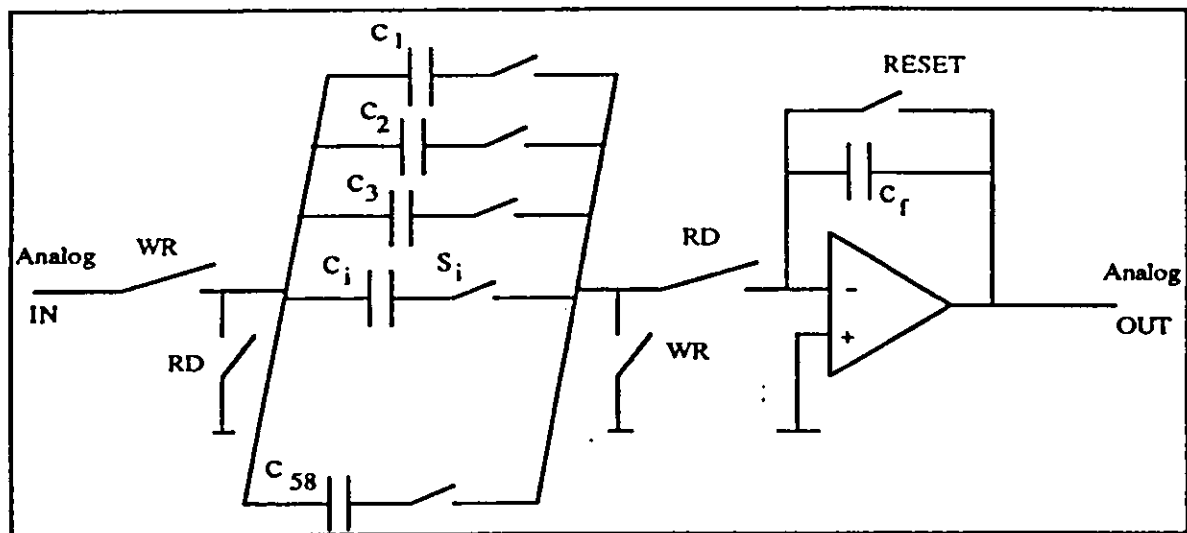 C1
RESET
C2
C3
Cf
RD
Analog
WR
Ci
Si
Analog
IN
OUT
RD
WR
C58
−
+